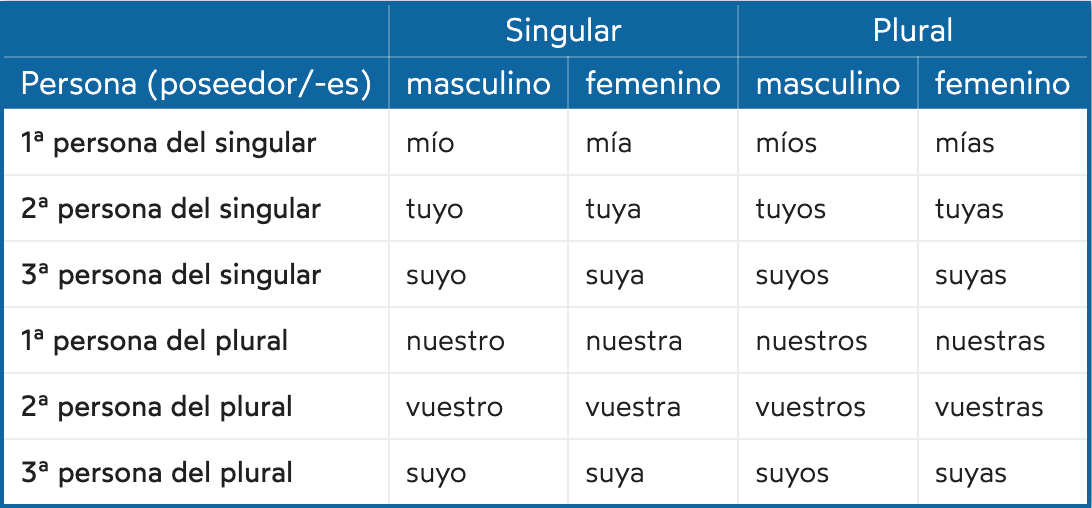 Singular Plural
Persona (poseedor/-es) masculino femenino masculino femenino
1ª persona del singular mío mía míos mías
2ª persona del singular tuyo tuya tuyos tuyas
3ª persona del singular suyo suya suyos suyas
1ª persona del plural nuestro nuestra nuestros nuestras
2ª persona del plural vuestro vuestra vuestros vuestras
3ª persona del plural suyo suya suyos suyas